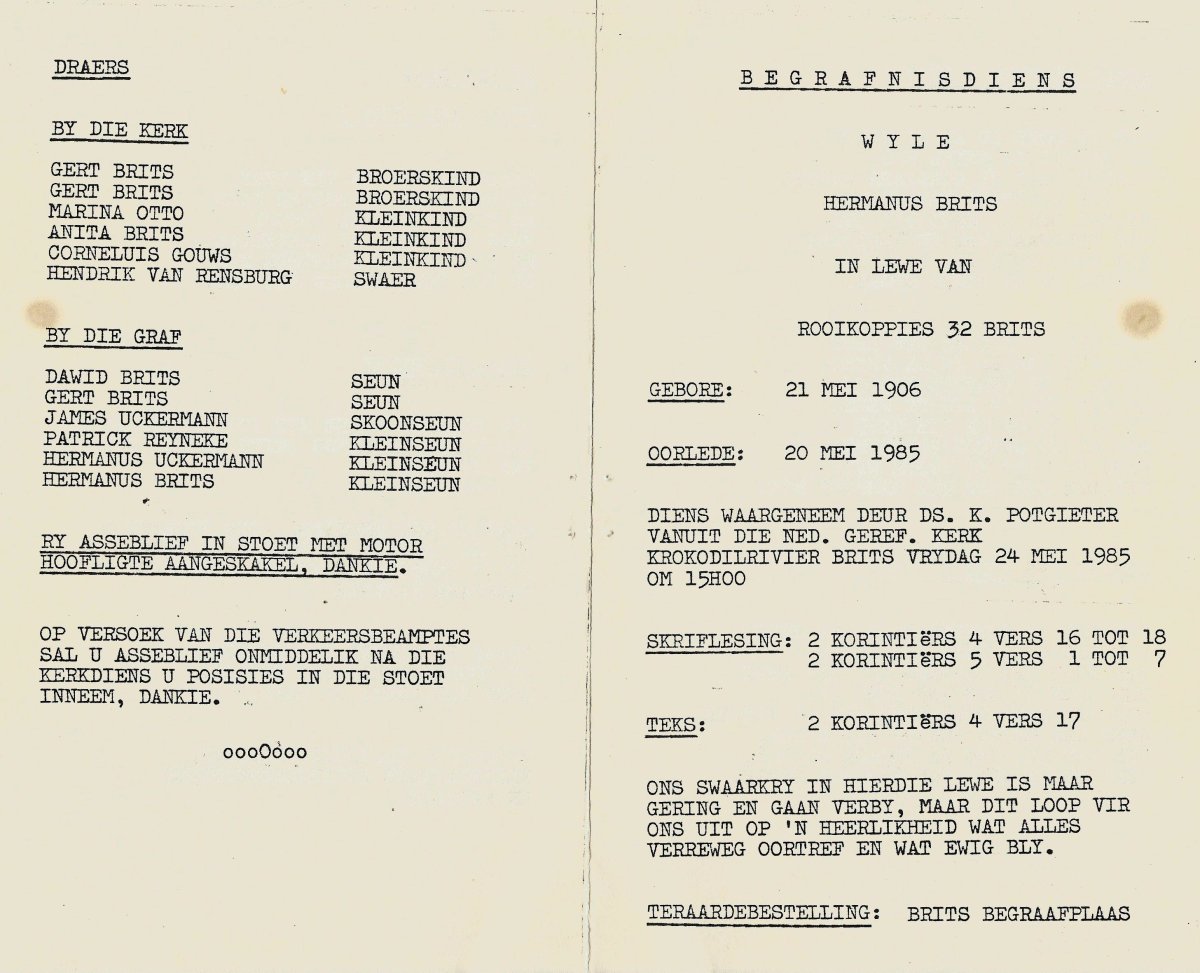 DRAERS
BY DIE KERK
GERT BRITS BROERSKIND
GERT BRITS BROERSKIND
MARINA OTTO KLEINKIND
ANITA BRITS KLEINKIND
CORNELUIS GOUWS KLEINKIND
HENDRIK VAN RENSBURG SWAER
BY DIE GRAF
DAWID BRITS SEUN
GERT BRITS SEUN
JAMES UCKERMANN SKOONSEUN
PATRICK REYNEKE KLEINSEUN
HERMANUS UCKERMANN KLEINSEUN
HERMANUS BRITS KLEINSEUN
RY ASSEBLIEF IN STOET MET MOTOR
HOOFLIGTE AANGESKAKEL, DANKIE.
OP VERSOEK VAN DIE VERKEERSBEAMPTES
SAL U ASSEBLIEF ONMIDDELIK NA DIE
KERKDIENS U POSISIES IN DIE STOET
INNEEM, DANKIE.
oooOooo
B E G R A F N I S D I E N S
W Y L E
HERMANUS BRITS
IN LEWE VAN
ROOIKOPPIES 32 BRITS
GEBORE: 21 MEI 1906
OORLEDE: 20 MEI 1985
DIENS WAARGENEEM DEUR DS. K. POTGIETER
VANUIT DIE NED. GEREF. KERK
KROKODILRIVIER BRITS VRYDAG 24 MEI 1985
OM 15H00
SKRIFLESING: 2 KORINTIëRS 4 VERS 16 TOT 18
2 KORINTIëRS 5 VERS 1 TOT 7
TEKS: 2 KORINTIëRS 4 VERS 17
ONS SWAARKRY IN HIERDIE LEWE IS MAAR
GERING EN GAAN VERBY, MAAR DIT LOOP VIR
ONS UIT OP 'N HEERLIKHEID WAT ALLES
VERREWEG OORTREF EN WAT EWIG BLY.
TERAARDEBESTELLING: BRITS BEGRAAFPLAAS